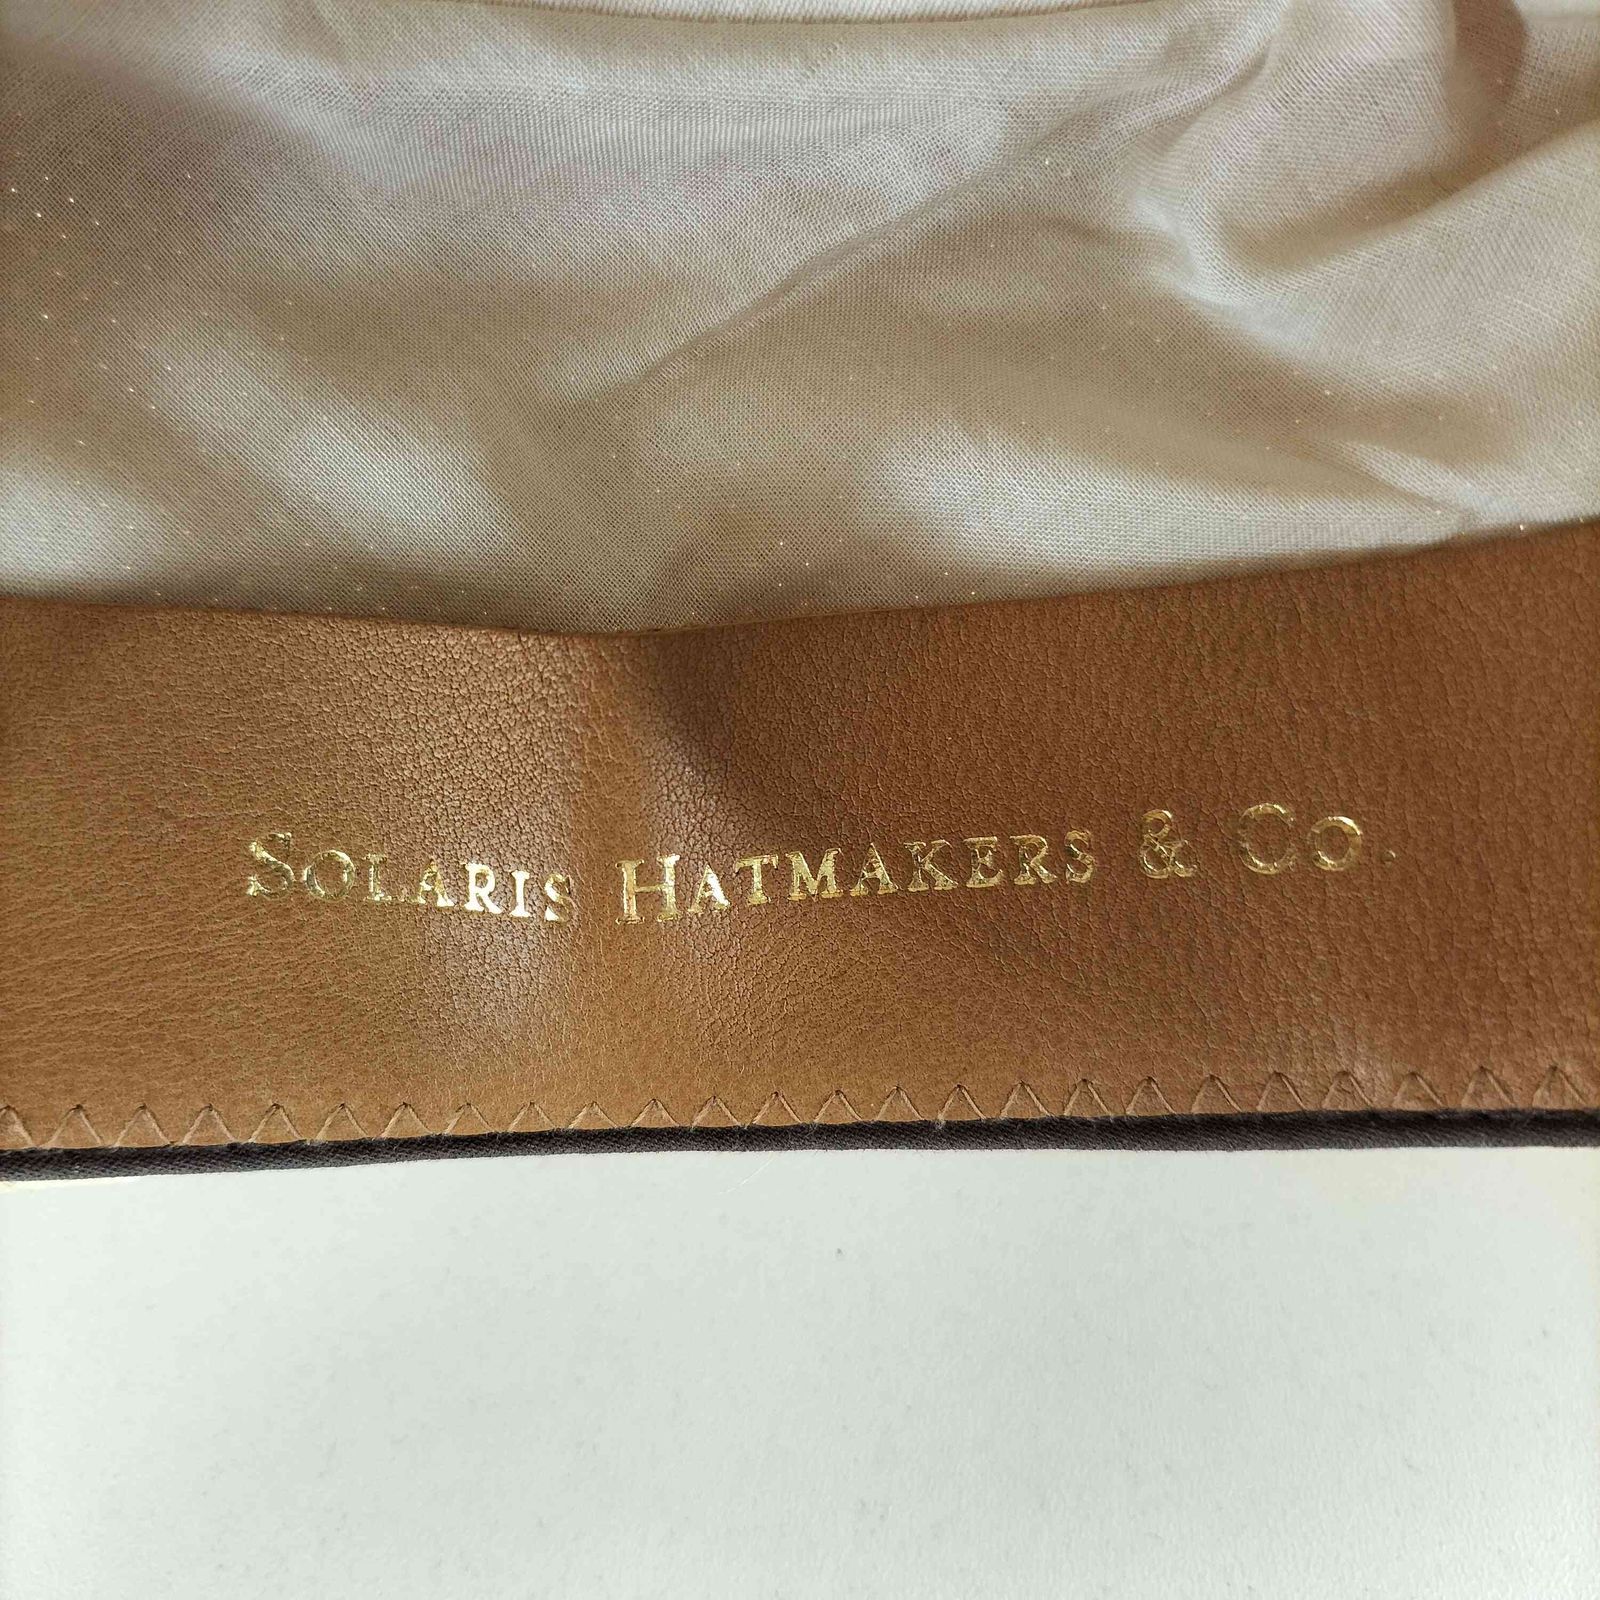 Solaris Hatmakers & Co.